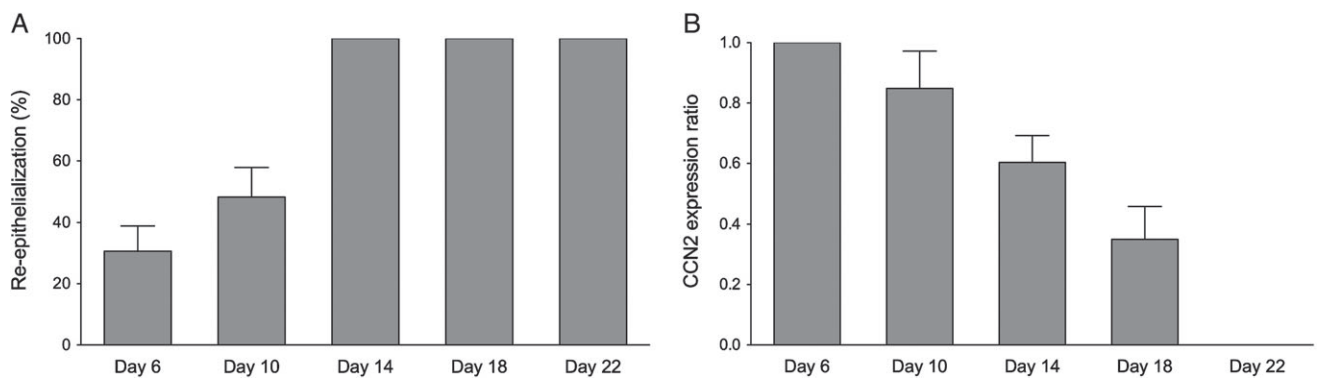 A
Re-epithelialization (%)
100
80
60
40
20
0
Day 6 Day 10 Day 14 Day 18 Day 22
B
CCN2 expression ratio
1.0
0.8
0.6
0.4
0.2
0.0
Day 6 Day 10 Day 14 Day 18 Day 22